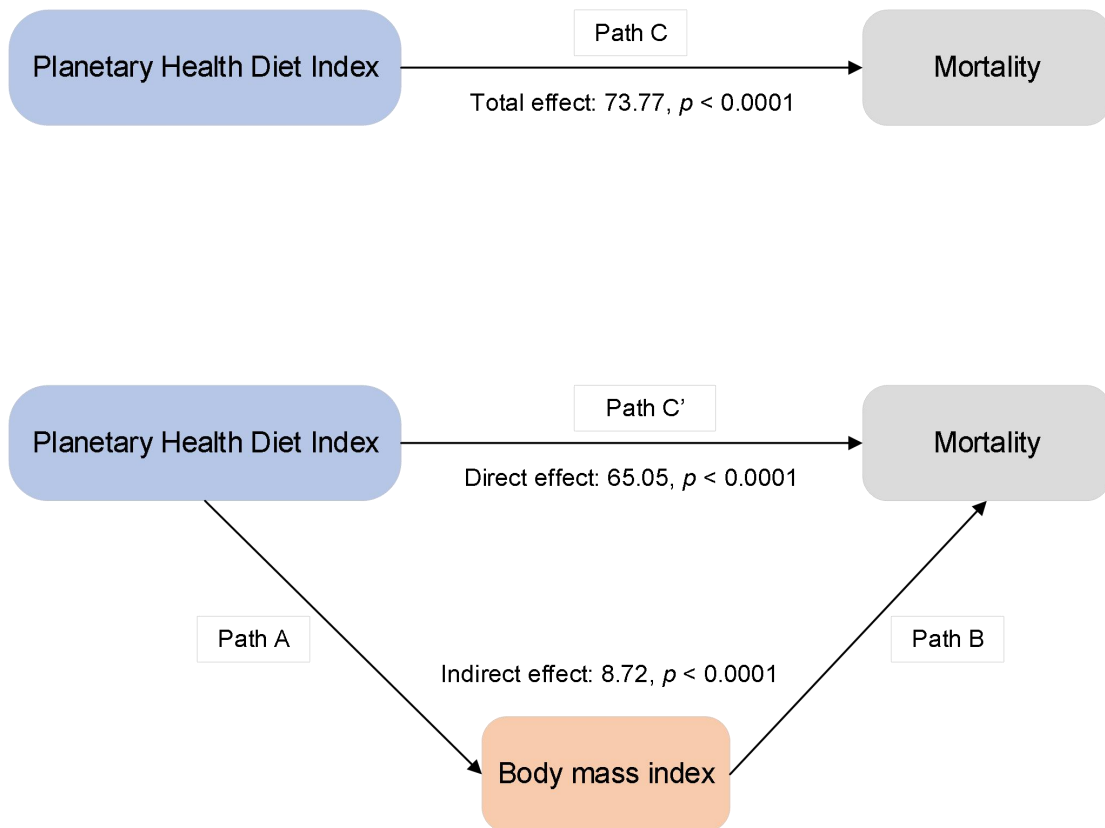 Path C
Planetary Health Diet Index
Mortality
Total effect: 73.77, p < 0.0001
Path C’
Planetary Health Diet Index
Mortality
Direct effect: 65.05, p < 0.0001
Path A
Path B
Indirect effect: 8.72, p < 0.0001
Body mass index